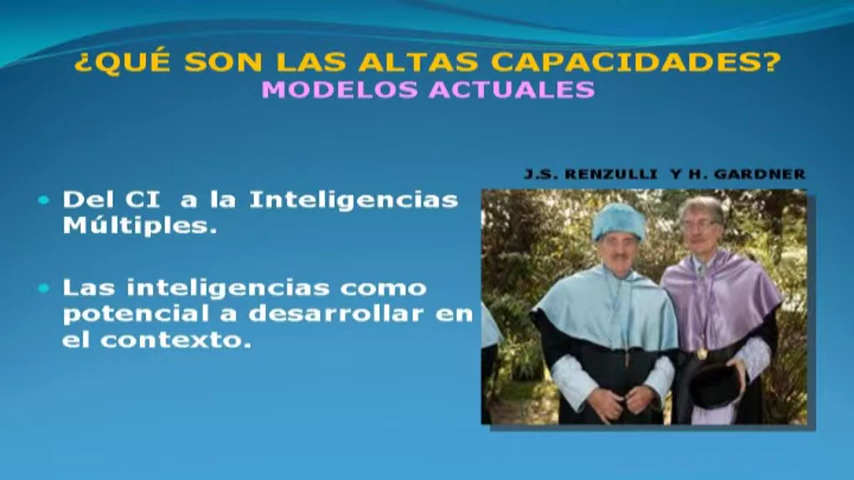 ¿QUÉ SON LAS ALTAS CAPACIDADES?
MODELOS ACTUALES
J.S. RENZULLI Y H. GARDNER
Del CI a la Inteligencias
Múltiples.
Las inteligencias como
potencial a desarrollar en
el contexto.